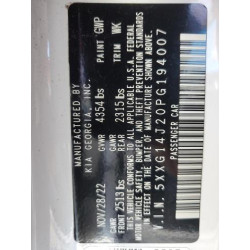 MANUFACTURED BY
KIA GEORGIA, INC.
NOV/28/22
GVWR 4354 lbs
GAWR
FRONT 2513 lbs
GAWR
REAR 2315 lbs
PAINT GWP
TRIM WK
THIS VEHICLE CONFORMS TO ALL APPLICABLE U.S.A. FEDERAL
MOTOR VEHICLE SAFETY, BUMPER, AND THEFT PREVENTION STANDARDS
IN EFFECT ON THE DATE OF MANUFACTURE SHOWN ABOVE.
V.I.N. 5XXG14J20PG194007
PASSENGER CAR